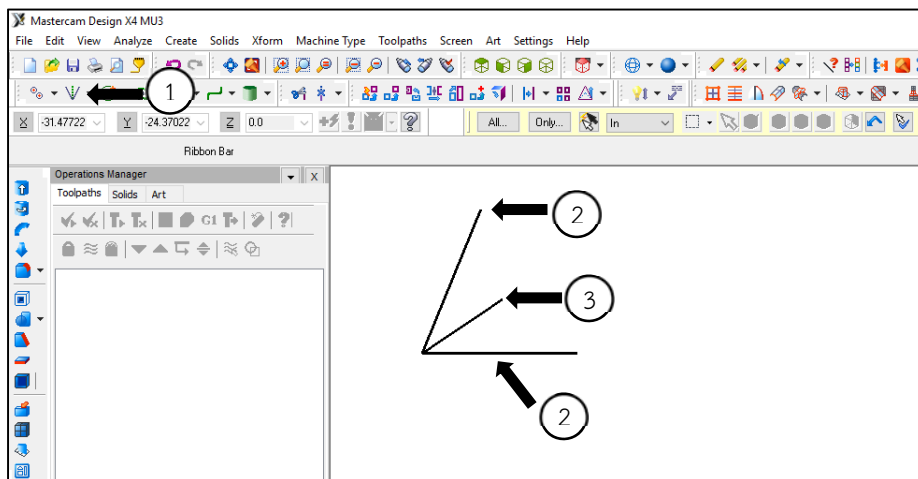 Mastercam Design X4 MU3
File Edit View Analyze Create Solids Xform Machine Type Toolpaths Screen Art Settings Help
1
X -31.47722 Y -24.37022 Z 0.0 All... Only... In
Ribbon Bar
Operations Manager X
Toolpaths Solids Art
G1
2
3
2